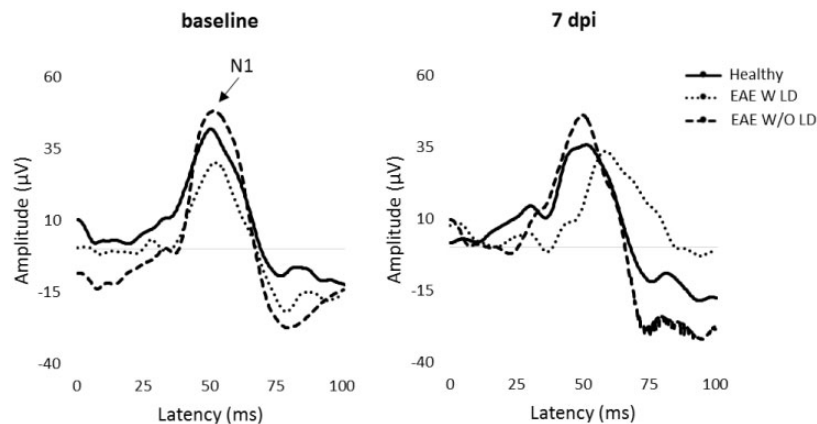 baseline
N1
60
35
10
-15
-40
Amplitude (µV)
0
25
50
75
100
Latency (ms)
7 dpi
60
35
10
-15
-40
Amplitude (µV)
0
25
50
75
100
Latency (ms)
Healthy
EAE W LD
EAE W/O LD